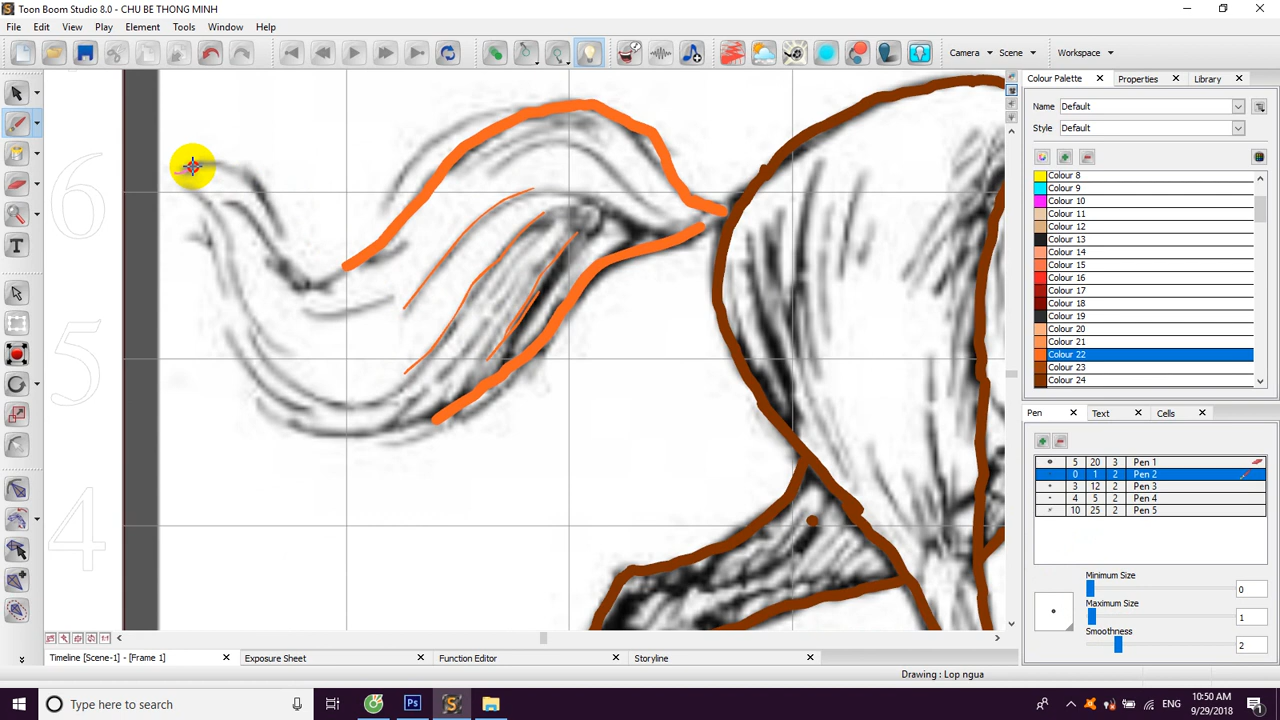 Toon Boom Studio 8.0 - CHU BE THONG MINH
File Edit View Play Element Tools Window Help
Camera Scene Workspace
Colour Palette Properties Library
Name Default
Style Default
Colour 8
Colour 9
Colour 10
Colour 11
Colour 12
Colour 13
Colour 14
Colour 15
Colour 16
Colour 17
Colour 18
Colour 19
Colour 20
Colour 21
Colour 22
Colour 23
Colour 24
6
5
4
Pen Text Cells
5 20 3 Pen 1
0 1 2 Pen 2
3 12 2 Pen 3
4 5 2 Pen 4
10 25 2 Pen 5
Minimum Size
0
Maximum Size
1
Smoothness
2
Timeline [Scene-1] - [Frame 1] Exposure Sheet Function Editor Storyline
Drawing : Lop ngua
Type here to search
ENG
10:50 AM
9/29/2018